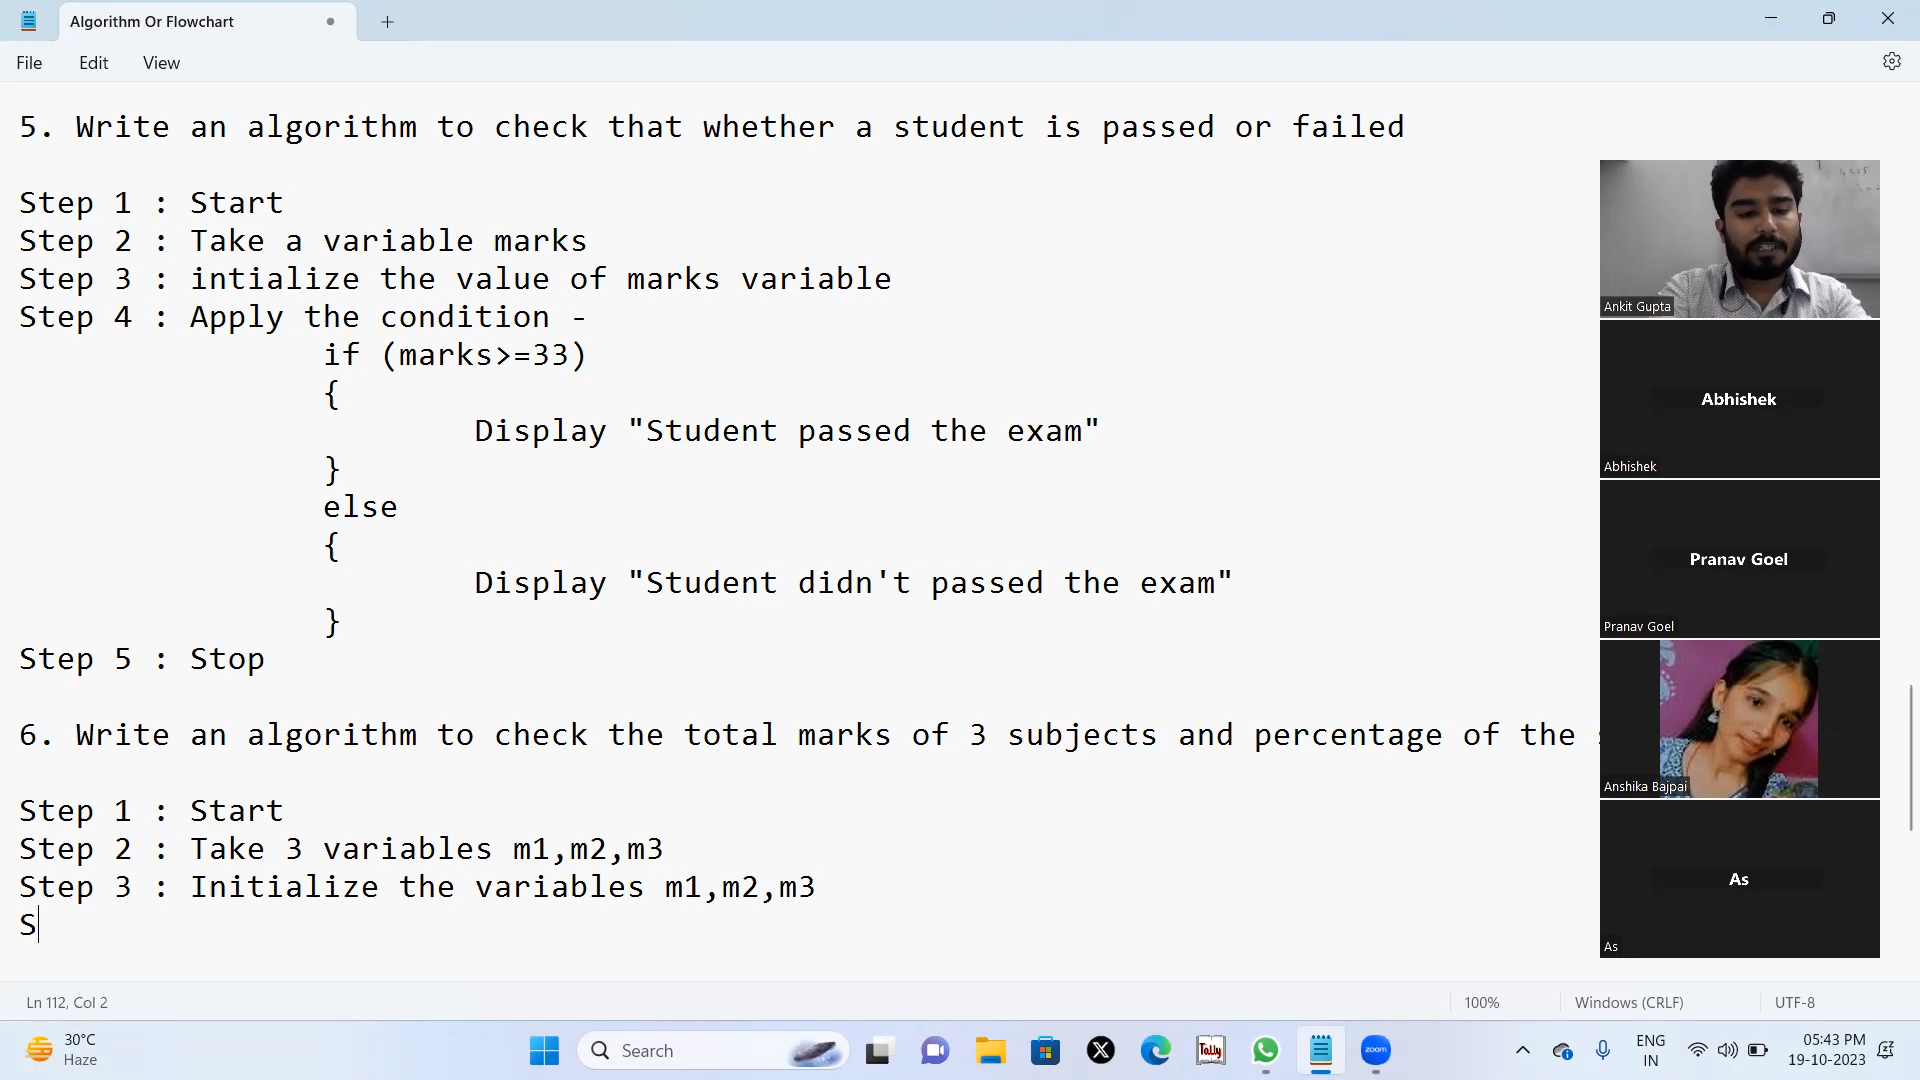 Algorithm Or Flowchart
File Edit View
5. Write an algorithm to check that whether a student is passed or failed
Step 1 : Start
Step 2 : Take a variable marks
Step 3 : intialize the value of marks variable
Step 4 : Apply the condition -
if (marks>=33)
{
Display "Student passed the exam"
}
else
{
Display "Student didn't passed the exam"
}
Step 5 : Stop
6. Write an algorithm to check the total marks of 3 subjects and percentage of the
Step 1 : Start
Step 2 : Take 3 variables m1,m2,m3
Step 3 : Initialize the variables m1,m2,m3
S
Ankit Gupta
Abhishek
Abhishek
Pranav Goel
Pranav Goel
Anshika Bajpai
As
As
Ln 112, Col 2
100%
Windows (CRLF)
UTF-8
30°C
Haze
Search
X
Tally
zoom
ENG
IN
05:43 PM
19-10-2023